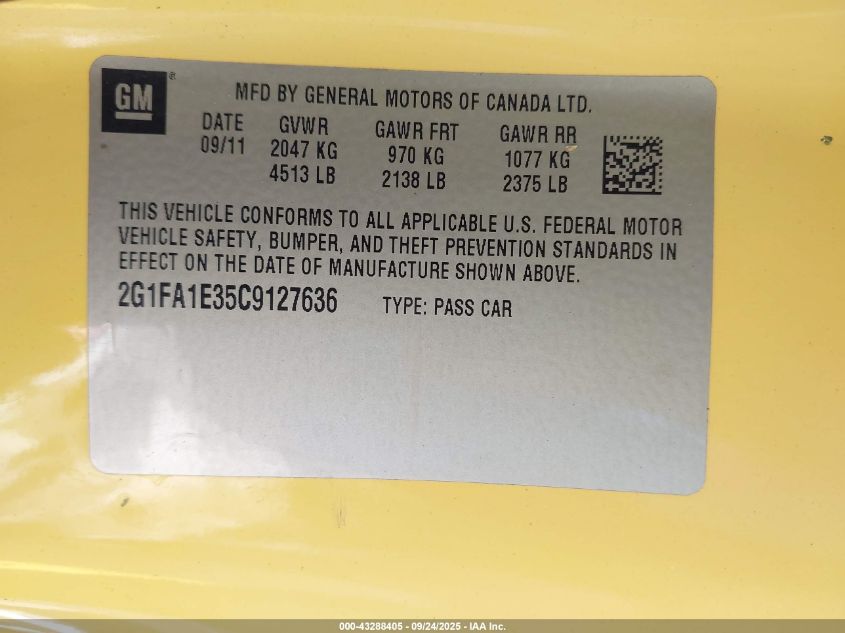 GM®
MFD BY GENERAL MOTORS OF CANADA LTD.
DATE GVWR GAWR FRT GAWR RR
09/11 2047 KG 970 KG 1077 KG
4513 LB 2138 LB 2375 LB
THIS VEHICLE CONFORMS TO ALL APPLICABLE U.S. FEDERAL MOTOR
VEHICLE SAFETY, BUMPER, AND THEFT PREVENTION STANDARDS IN
EFFECT ON THE DATE OF MANUFACTURE SHOWN ABOVE.
2G1FA1E35C9127636 TYPE: PASS CAR
000-43288405 - 09/24/2025 - IAA Inc.